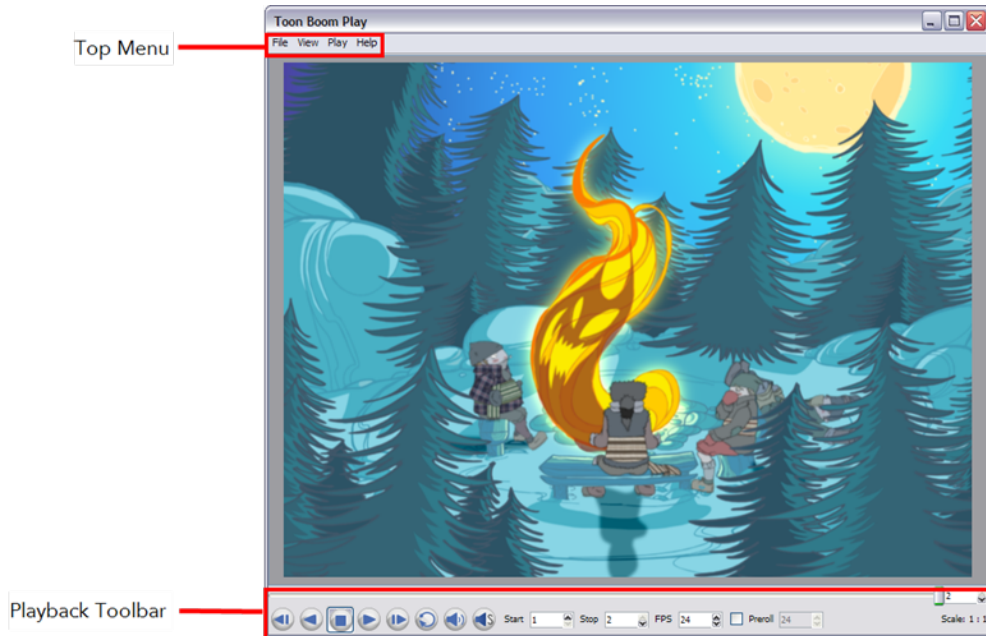 Toon Boom Play
Top Menu
File View Play Help
2
Playback Toolbar
S Start 1 Stop 2 FPS 24 Preroll 24 Scale: 1 : 1